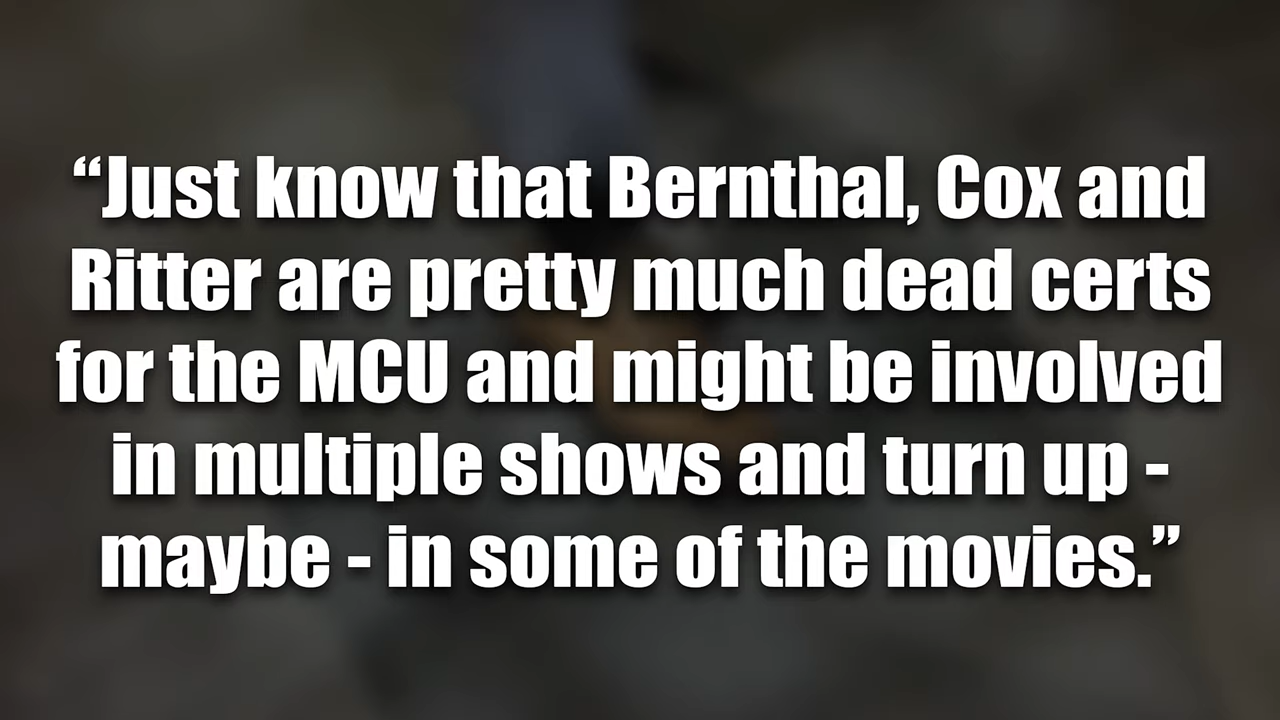 “Just know that Bernthal, Cox and
Ritter are pretty much dead certs
for the MCU and might be involved
in multiple shows and turn up -
maybe - in some of the movies.”